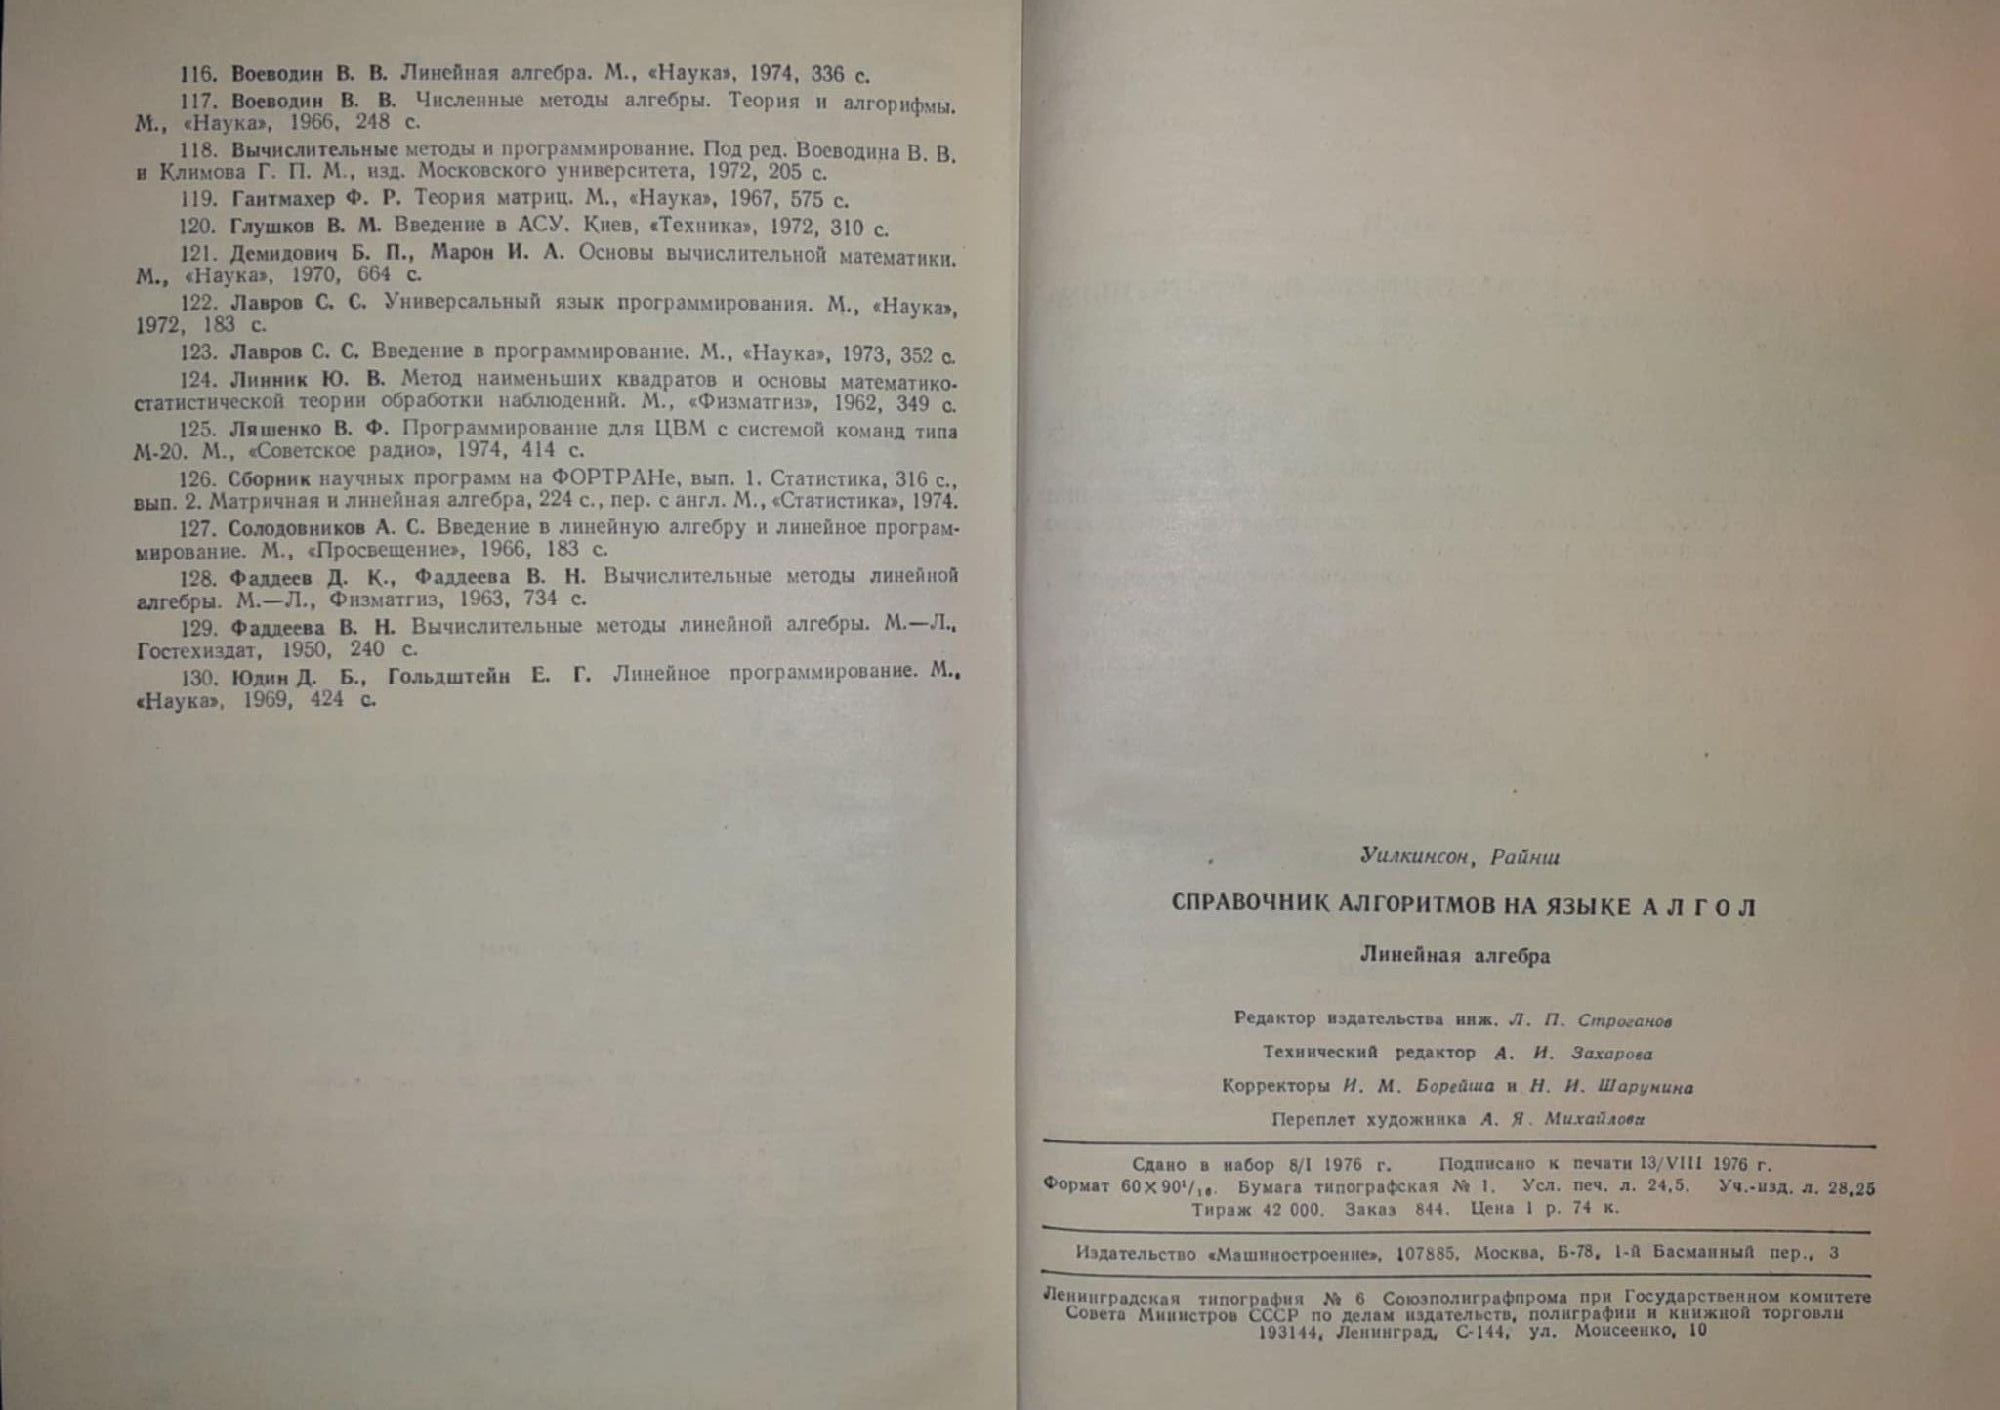 116. Воеводин В. В. Линейная алгебра. М., «Наука», 1974, 336 с.
117. Воеводин В. В. Численные методы алгебры. Теория и алгорифмы.
М., «Наука», 1966, 248 с.
118. Вычислительные методы и программирование. Под ред. Воеводина В. В.
и Климова Г. П. М., изд. Московского университета, 1972, 205 с.
119. Гантмахер Ф. Р. Теория матриц. М., «Наука», 1967, 575 с.
120. Глушков В. М. Введение в АСУ. Киев, «Техника», 1972, 310 с.
121. Демидович Б. П., Марон И. А. Основы вычислительной математики.
М., «Наука», 1970, 664 с.
122. Лавров С. С. Универсальный язык программирования. М., «Наука»,
1972, 183 с.
123. Лавров С. С. Введение в программирование. М., «Наука», 1973, 352 с.
124. Линник Ю. В. Метод наименьших квадратов и основы математико-
статистической теории обработки наблюдений. М., «Физматгиз», 1962, 349 с.
125. Ляшенко В. Ф. Программирование для ЦВМ с системой команд типа
М-20. М., «Советское радио», 1974, 414 с.
126. Сборник научных программ на ФОРТРАНе, вып. 1. Статистика, 316 с.,
вып. 2. Матричная и линейная алгебра, 224 с., пер. с англ. М., «Статистика», 1974.
127. Солодовников А. С. Введение в линейную алгебру и линейное програм-
мирование. М., «Просвещение», 1966, 183 с.
128. Фаддеев Д. К., Фаддеева В. Н. Вычислительные методы линейной
алгебры. М.—Л., Физматгиз, 1963, 734 с.
129. Фаддеева В. Н. Вычислительные методы линейной алгебры. М.—Л.,
Гостехиздат, 1950, 240 с.
130. Юдин Д. Б., Гольдштейн Е. Г. Линейное программирование. М.,
«Наука», 1969, 424 с.
Уилкинсон, Райнш
СПРАВОЧНИК АЛГОРИТМОВ НА ЯЗЫКЕ АЛГОЛ
Линейная алгебра
Редактор издательства инж. Л. П. Строганов
Технический редактор А. И. Захарова
Корректоры И. М. Борейша и Н. И. Шарунина
Переплет художника А. Я. Михайлова
Сдано в набор 8/I 1976 г. Подписано к печати 13/VIII 1976 г.
Формат 60×90¹/₁₆. Бумага типографская № 1. Усл. печ. л. 24,5. Уч.-изд. л. 28,25
Тираж 42 000. Заказ 844. Цена 1 р. 74 к.
Издательство «Машиностроение», 107885, Москва, Б-78, 1-й Басманный пер., 3
Ленинградская типография № 6 Союзполиграфпрома при Государственном комитете
Совета Министров СССР по делам издательств, полиграфии и книжной торговли
193144, Ленинград, С-144, ул. Моисеенко, 10